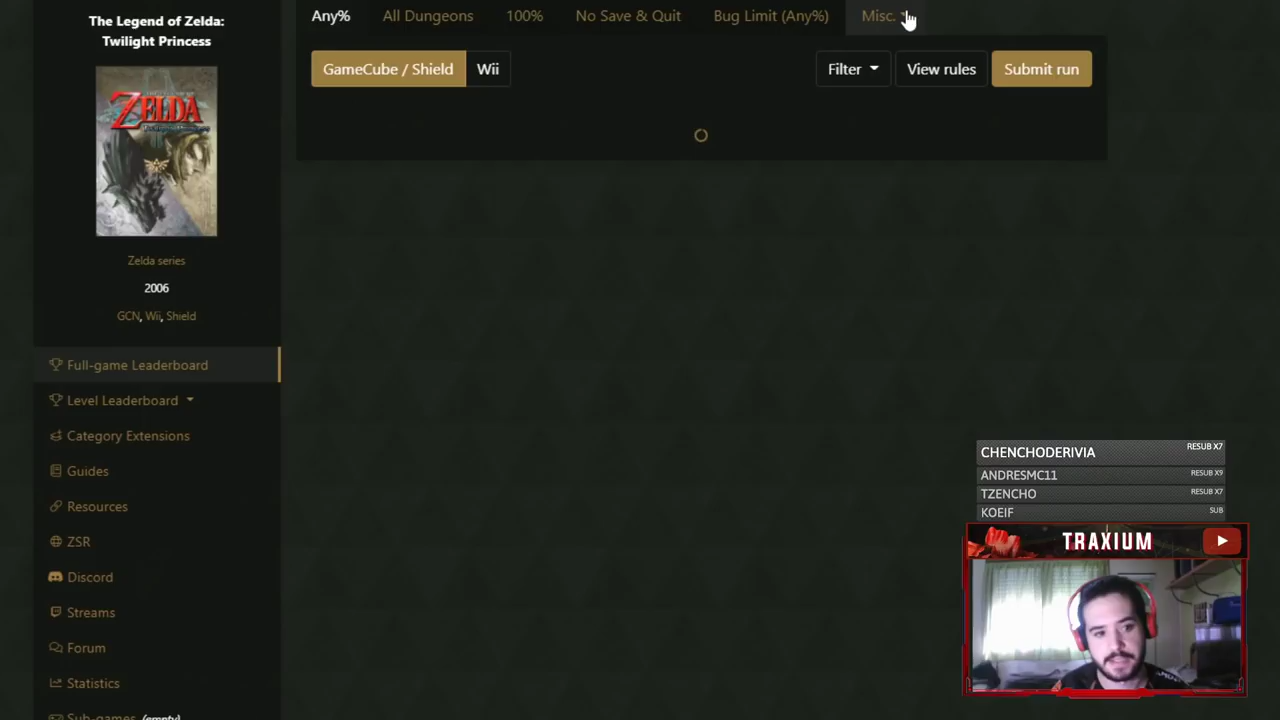 The Legend of Zelda:
Twilight Princess
ZELDA
Zelda series
2006
GCN, Wii, Shield
Full-game Leaderboard
Level Leaderboard
Category Extensions
Guides
Resources
ZSR
Discord
Streams
Forum
Statistics
Sub-games (empty)
Any% All Dungeons 100% No Save & Quit Bug Limit (Any%) Misc.
GameCube / Shield Wii Filter View rules Submit run
CHENCHODERIVIA RESUB X7
ANDRESMC11 RESUB X9
TZENCHO RESUB X7
KOEIF SUB
TRAXIUM